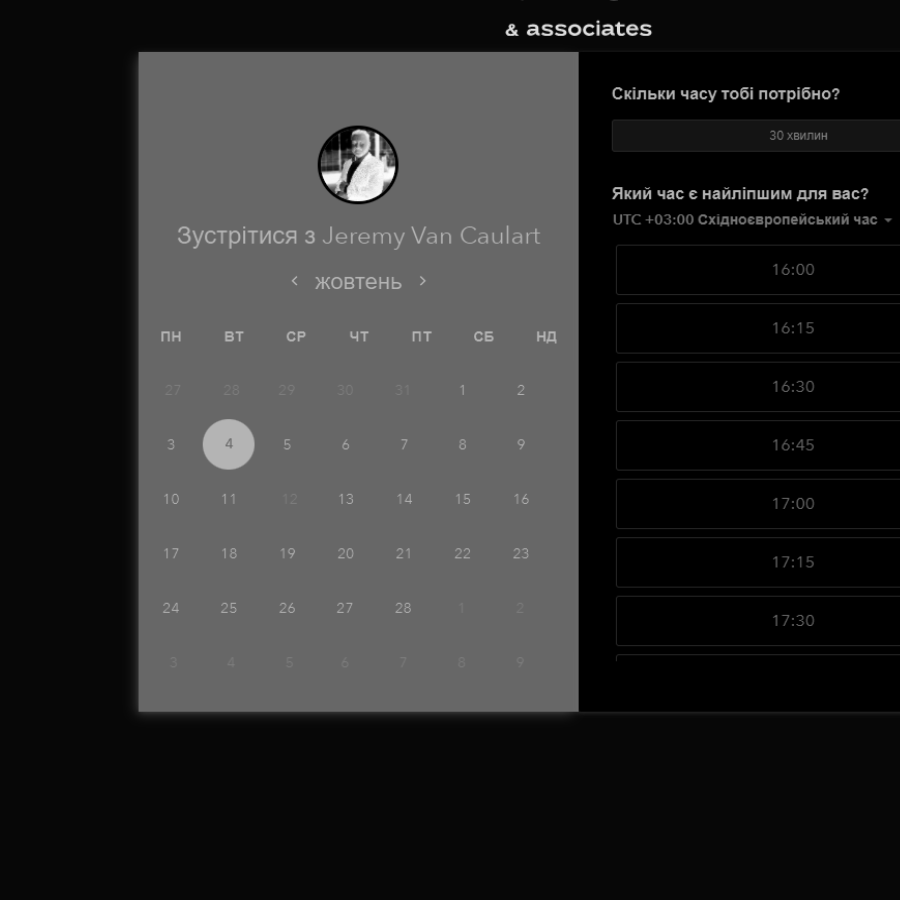 & associates
Зустрітися з Jeremy Van Caulart
< жовтень >
ПН ВТ СР ЧТ ПТ СБ НД
27 28 29 30 31 1 2
3 4 5 6 7 8 9
10 11 12 13 14 15 16
17 18 19 20 21 22 23
24 25 26 27 28 1 2
3 4 5 6 7 8 9
Скільки часу тобі потрібно?
30 хвилин
Який час є найліпшим для вас?
UTC +03:00 Східноєвропейський час
16:00
16:15
16:30
16:45
17:00
17:15
17:30